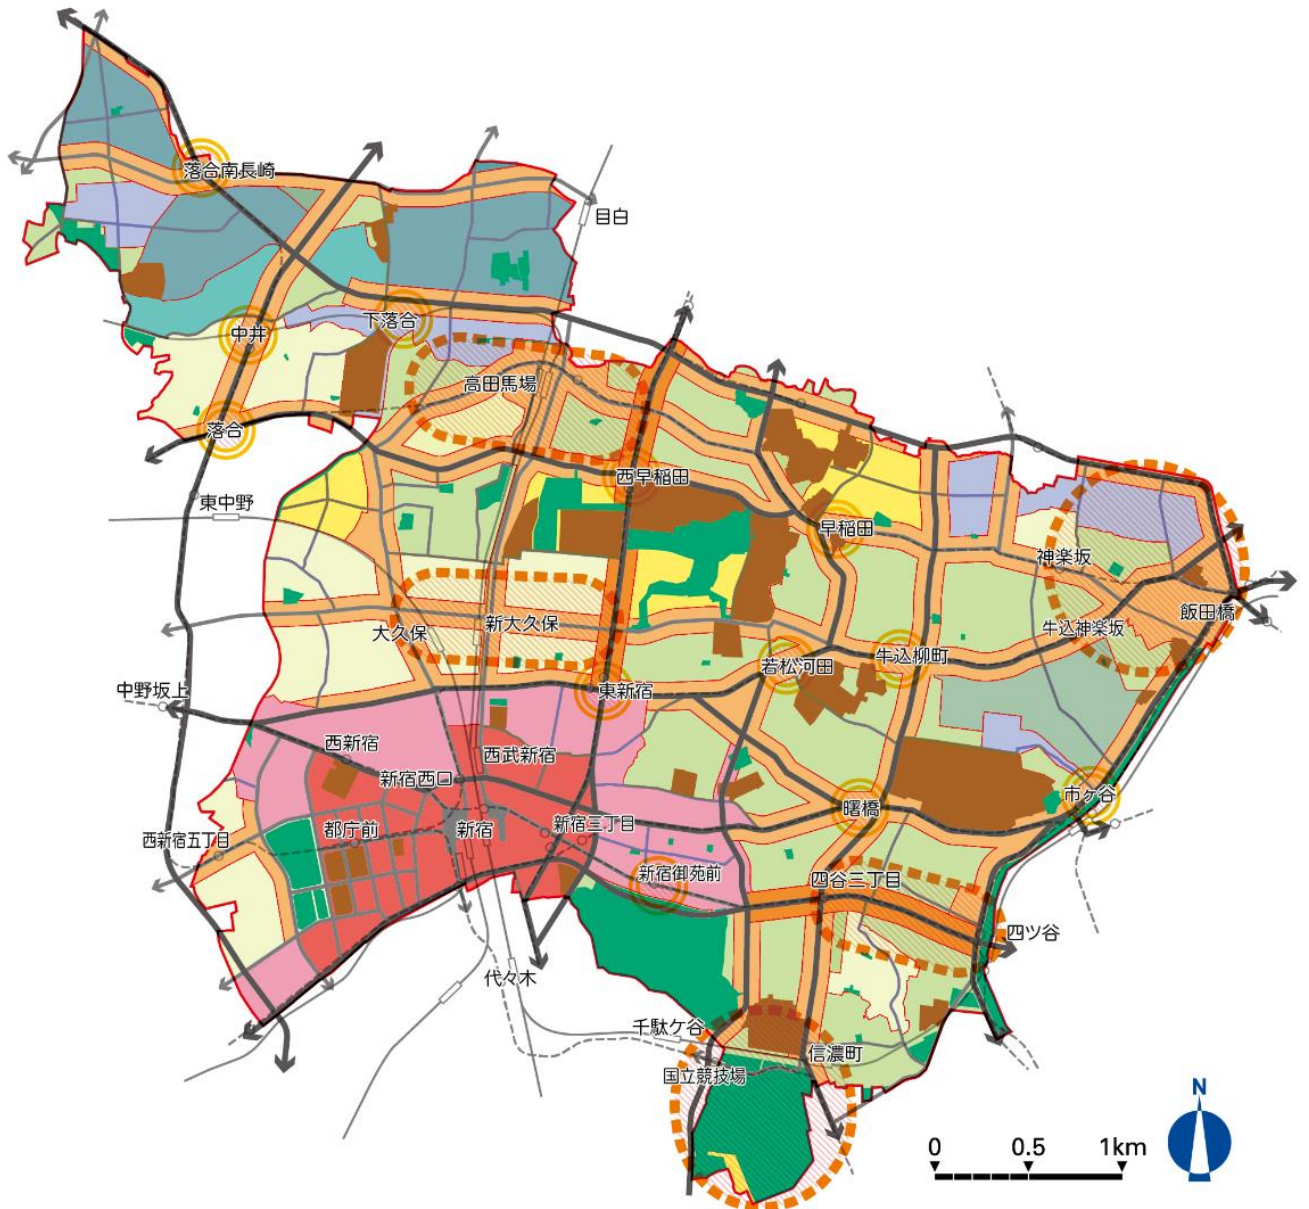 落合南長崎
目白
中井
下落合
高田馬場
落合
西早稲田
東中野
早稲田
神楽坂
飯田橋
大久保
新大久保
牛込神楽坂
若松河田
牛込柳町
中野坂上
東新宿
西新宿
西武新宿
新宿西口
市ケ谷
曙橋
西新宿五丁目
都庁前
新宿
新宿三丁目
新宿御苑前
四谷三丁目
四ツ谷
代々木
千駄ケ谷
信濃町
国立競技場
N
0 0.5 1km